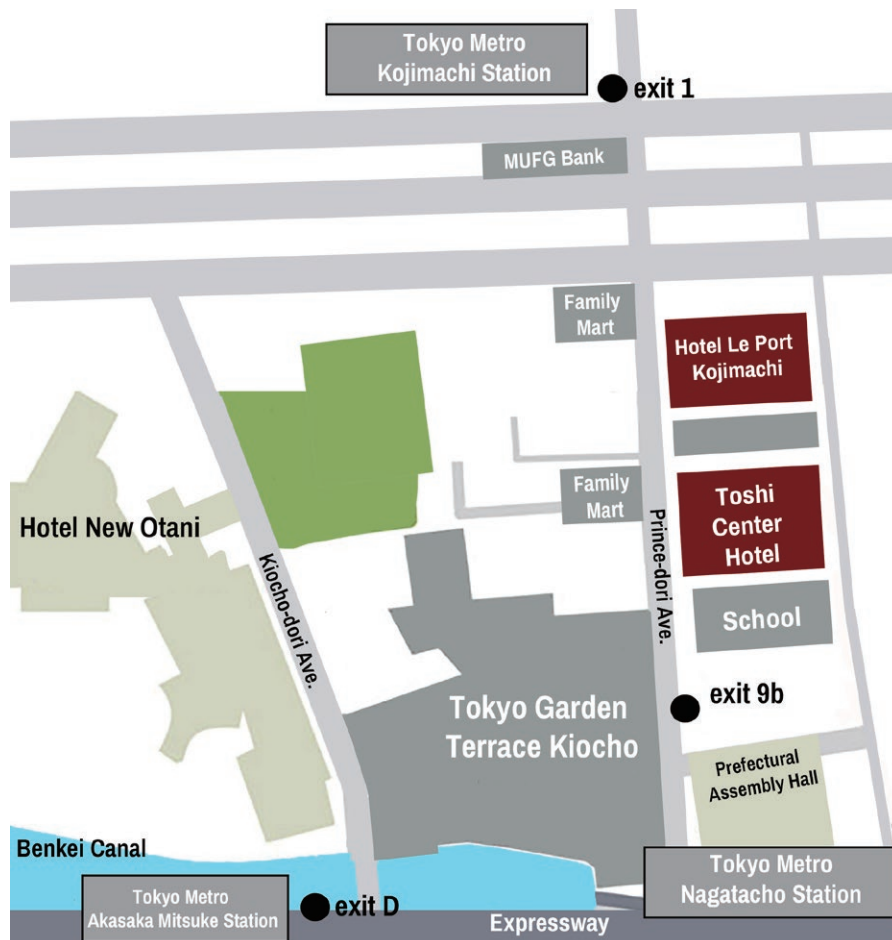 Tokyo Metro
Kojimachi Station
exit 1
MUFG Bank
Family
Mart
Hotel Le Port
Kojimachi
Family
Mart
Toshi
Center
Hotel
Hotel New Otani
Kiocho-dori Ave.
Prince-dori Ave.
School
exit 9b
Tokyo Garden
Terrace Kiocho
Prefectural
Assembly Hall
Benkei Canal
Tokyo Metro
Nagatacho Station
Tokyo Metro
Akasaka Mitsuke Station
exit D
Expressway